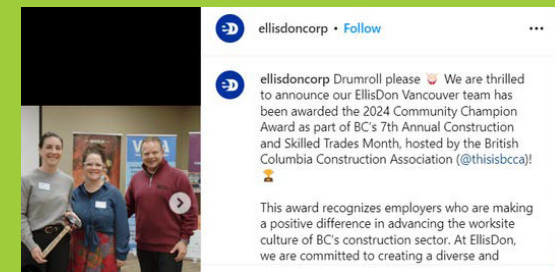 ellisdoncorp • Follow
ellisdoncorp Drumroll please 🥁 We are thrilled
to announce our EllisDon Vancouver team has
been awarded the 2024 Community Champion
Award as part of BC's 7th Annual Construction
and Skilled Trades Month, hosted by the British
Columbia Construction Association (@thisisbcca)!
🏆
This award recognizes employers who are making
a positive difference in advancing the worksite
culture of BC's construction sector. At EllisDon,
we are committed to creating a diverse and